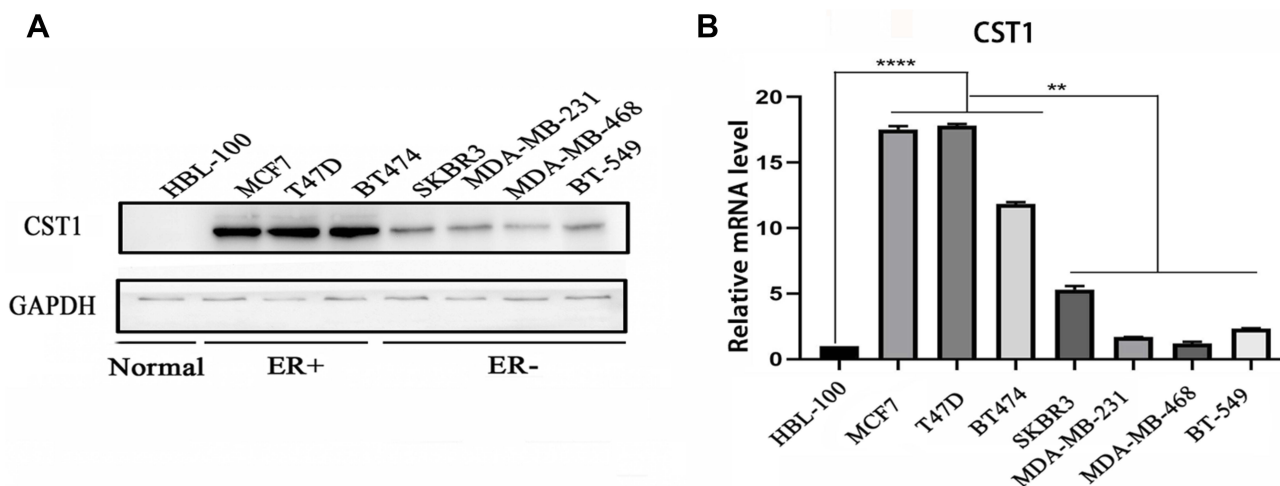 A
HBL-100 MCF7 T47D BT474 SKBR3 MDA-MB-231 MDA-MB-468 BT-549
CST1
GAPDH
Normal ER+ ER-
B
CST1
**** **
Relative mRNA level
20
15
10
5
0
HBL-100 MCF7 T47D BT474 SKBR3 MDA-MB-231 MDA-MB-468 BT-549